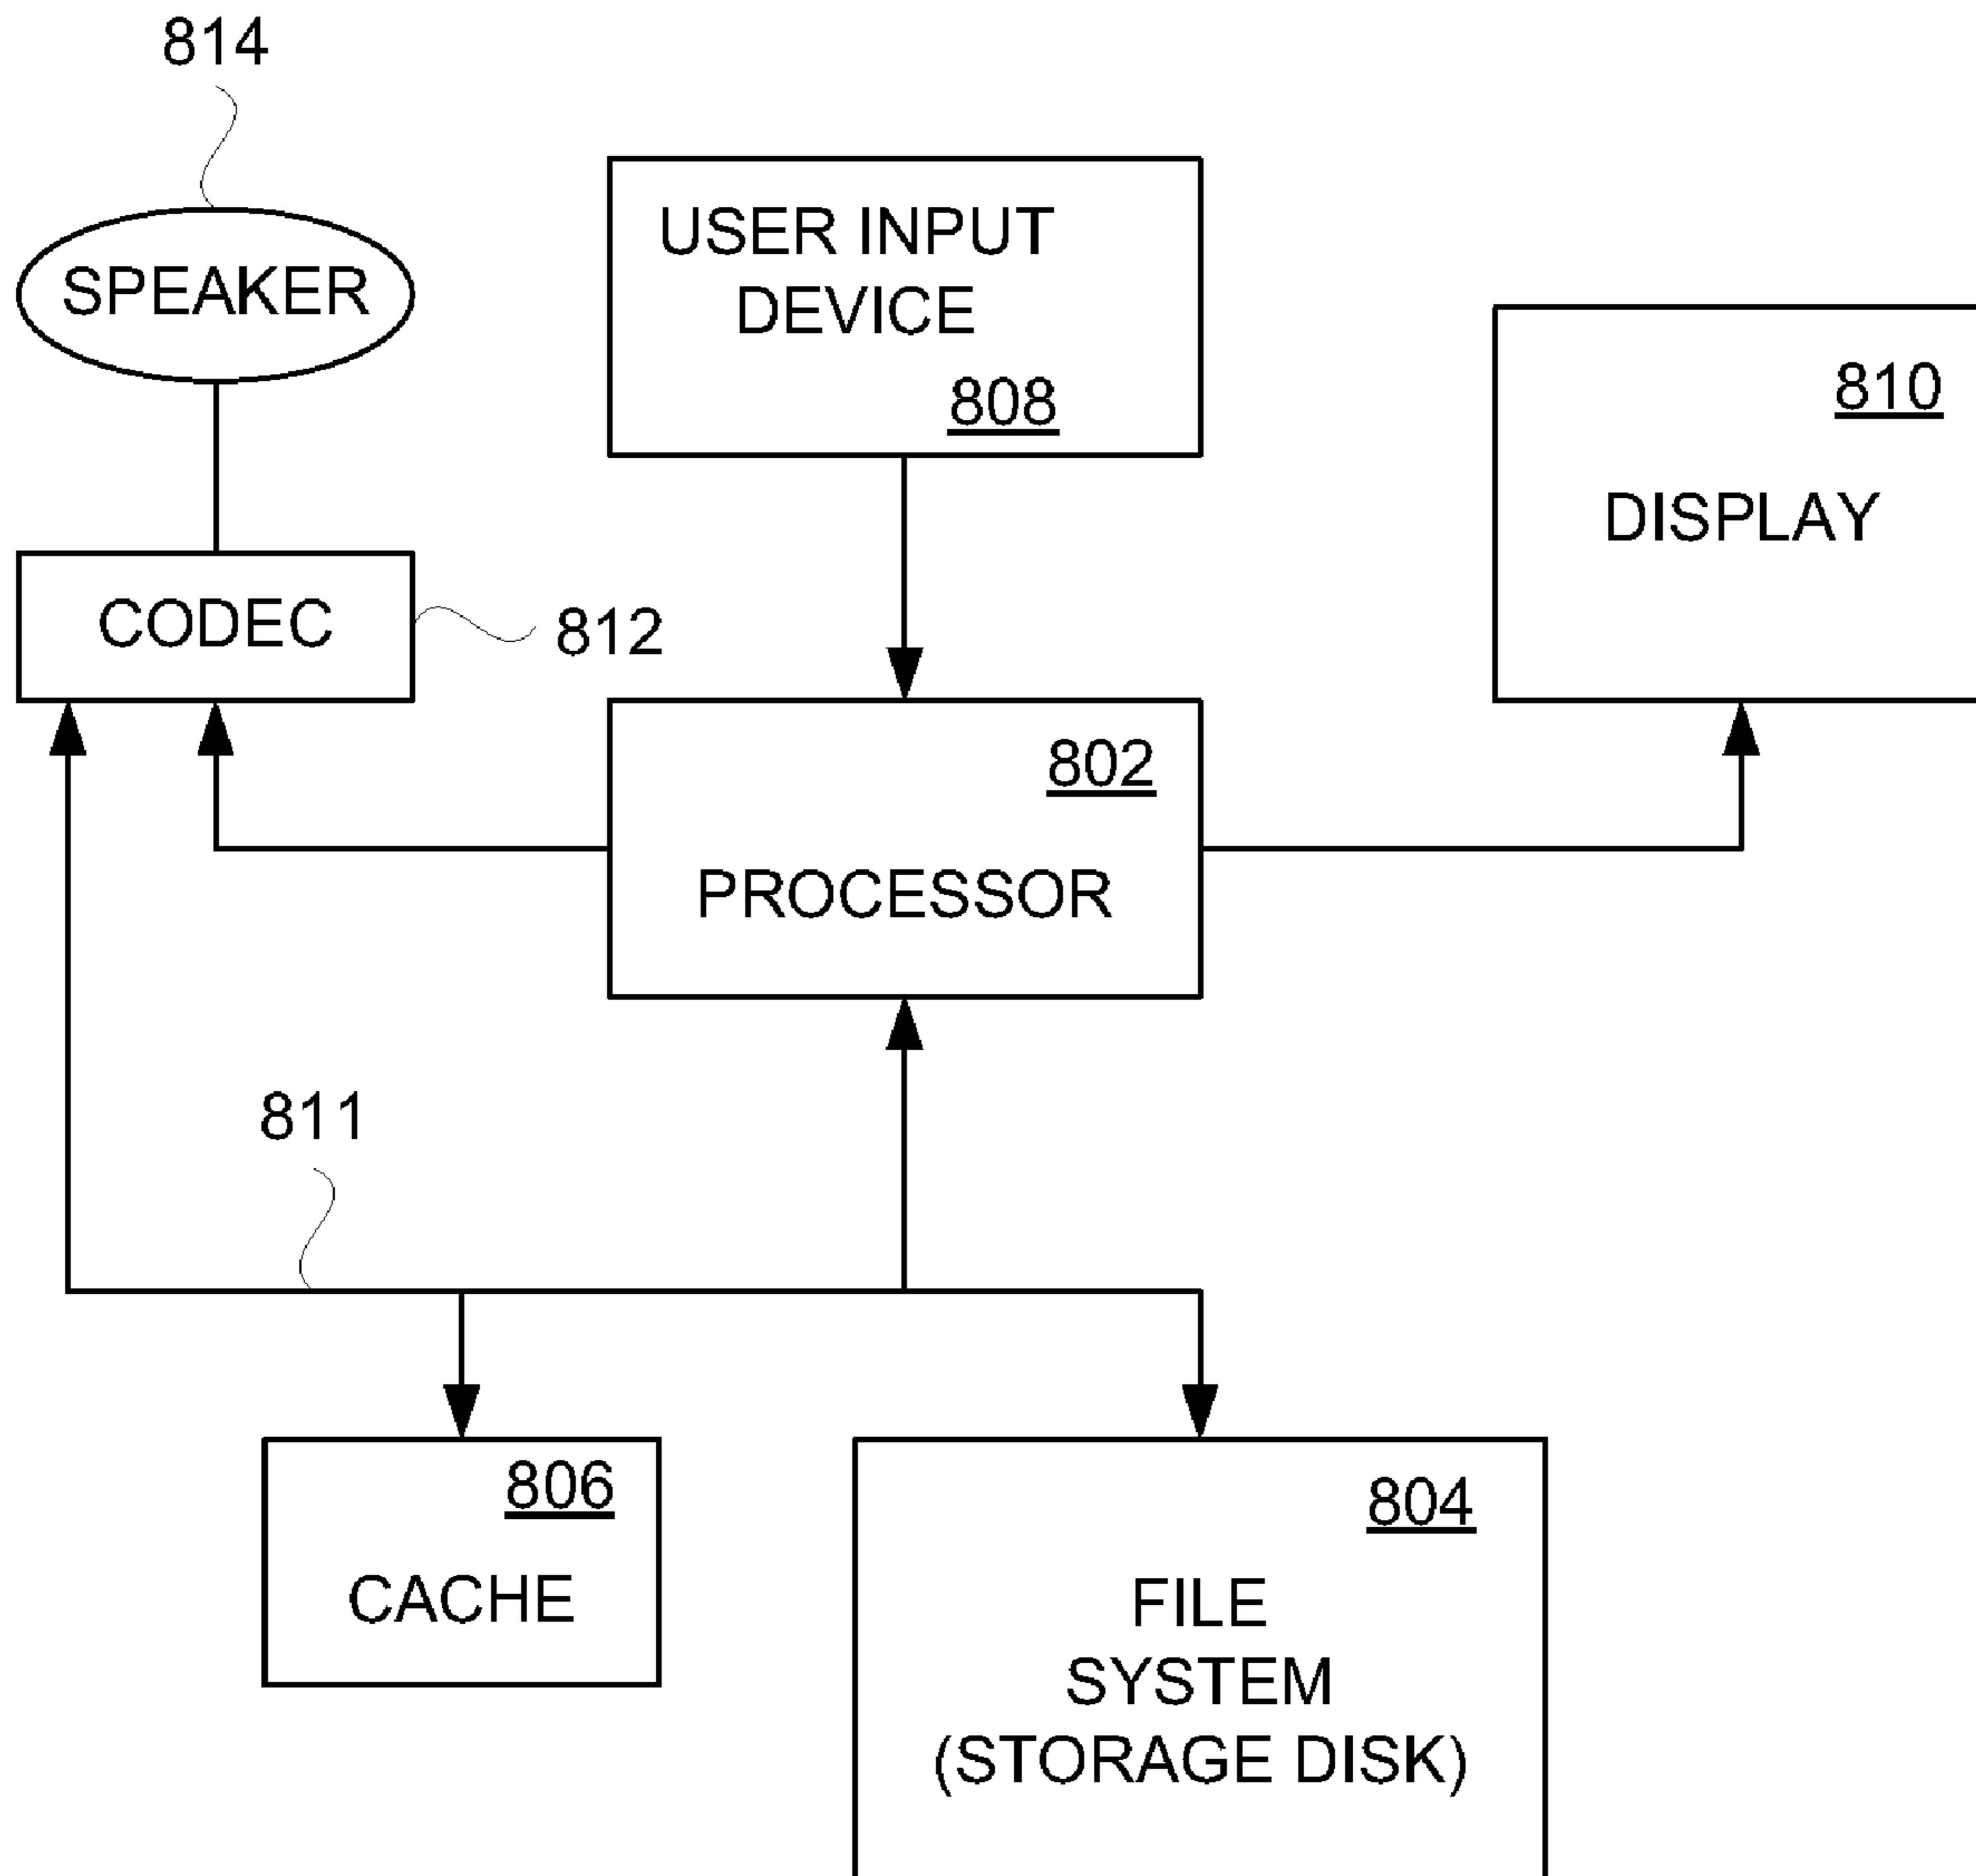 814
SPEAKER
USER INPUT
DEVICE
808
810
DISPLAY
CODEC
812
802
PROCESSOR
811
806
CACHE
804
FILE
SYSTEM
(STORAGE DISK)